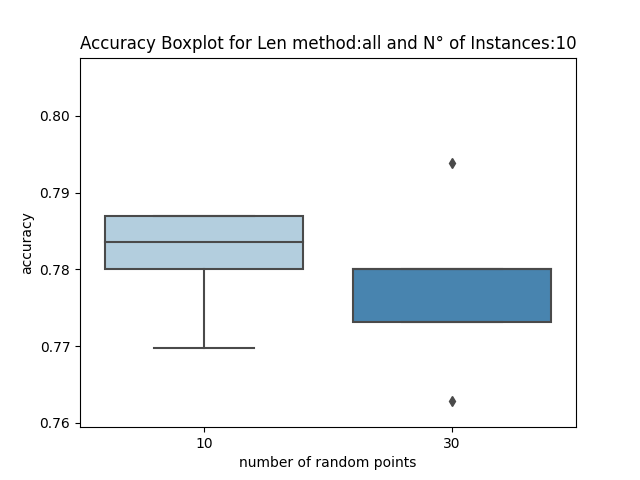 Accuracy Boxplot for Len method:all and N° of Instances:10
0.80
0.79
0.78
0.77
0.76
accuracy
10 30
number of random points